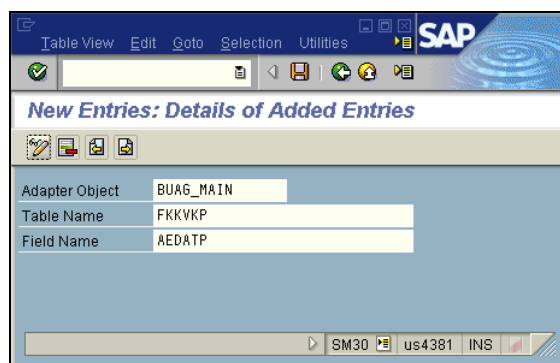 Table View Edit Goto Selection Utilities
SAP
New Entries: Details of Added Entries
Adapter Object BUAG_MAIN
Table Name FKKVKP
Field Name AEDATP
SM30 us4381 INS